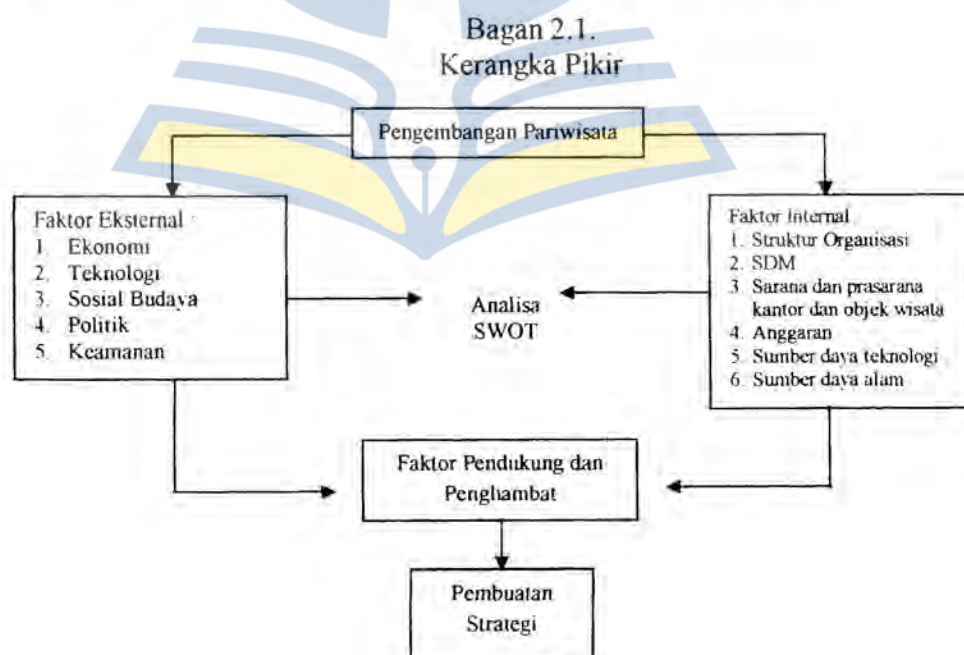 Bagan 2.1.
Kerangka Pikir
Pengembangan Pariwisata
Faktor Eksternal
1. Ekonomi
2. Teknologi
3. Sosial Budaya
4. Politik
5. Keamanan
Analisa
SWOT
Faktor Internal
1. Struktur Organisasi
2. SDM
3. Sarana dan prasarana
kantor dan objek wisata
4. Anggaran
5. Sumber daya teknologi
6. Sumber daya alam
Faktor Pendukung dan
Penghambat
Pembuatan
Strategi